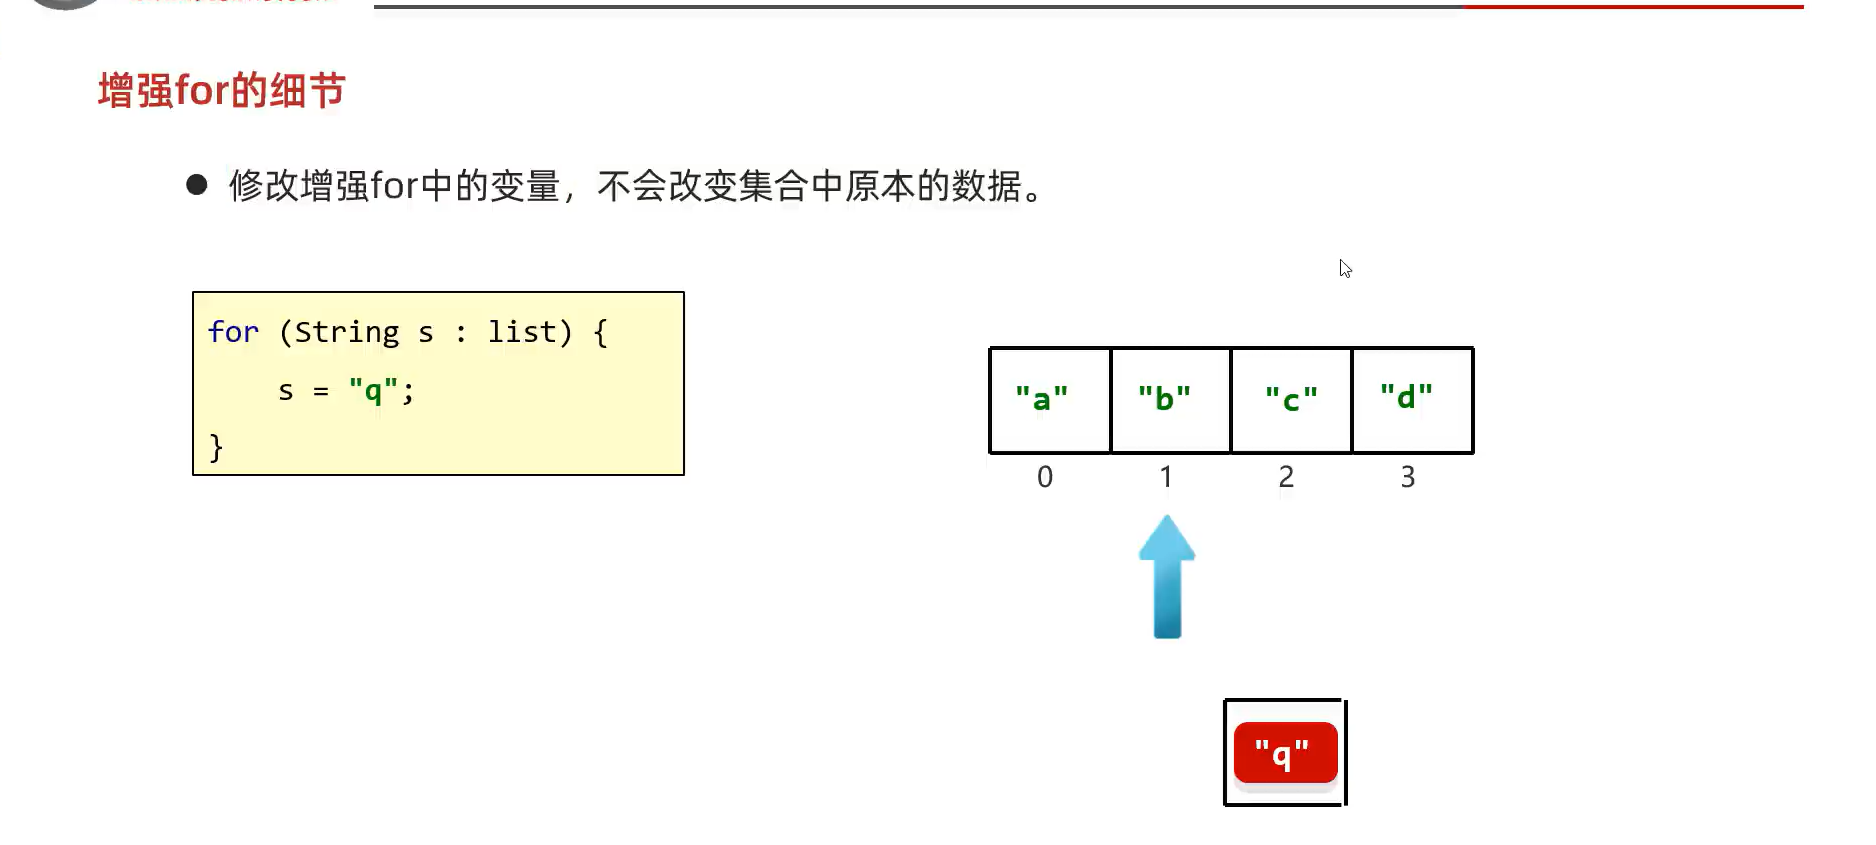 增强for的细节
修改增强for中的变量，不会改变集合中原本的数据。
for (String s : list) {
    s = "q";
}
"a" "b" "c" "d"
0 1 2 3
"q"